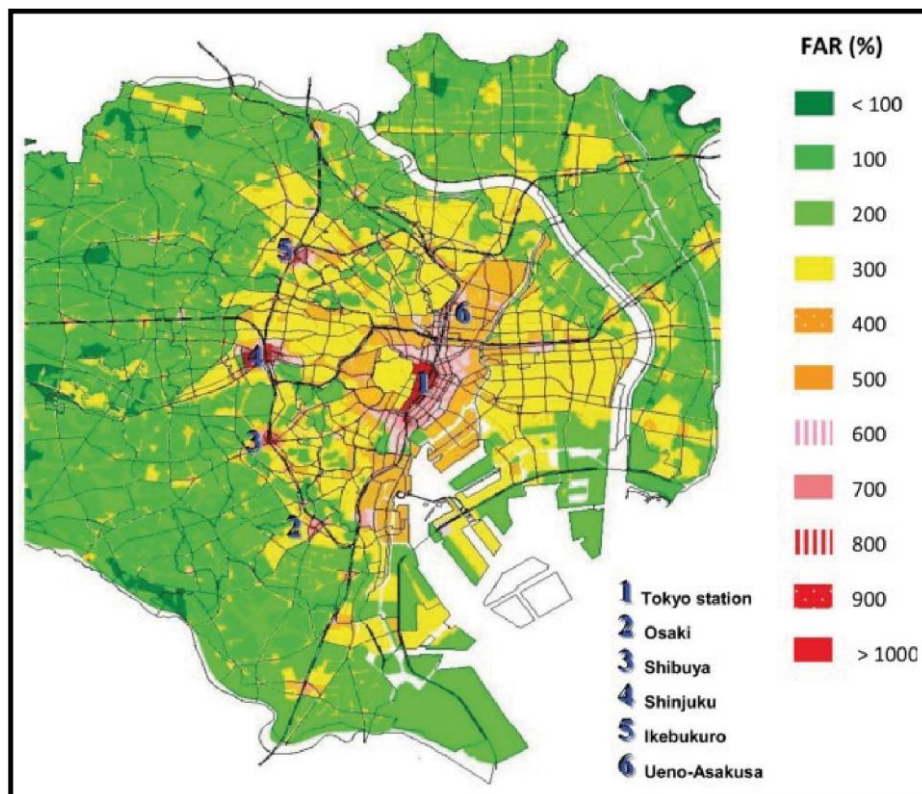 FAR (%)
< 100
100
200
300
400
500
600
700
800
900
> 1000
5
6
4
1
3
2
1 Tokyo station
2 Osaki
3 Shibuya
4 Shinjuku
5 Ikebukuro
6 Ueno-Asakusa